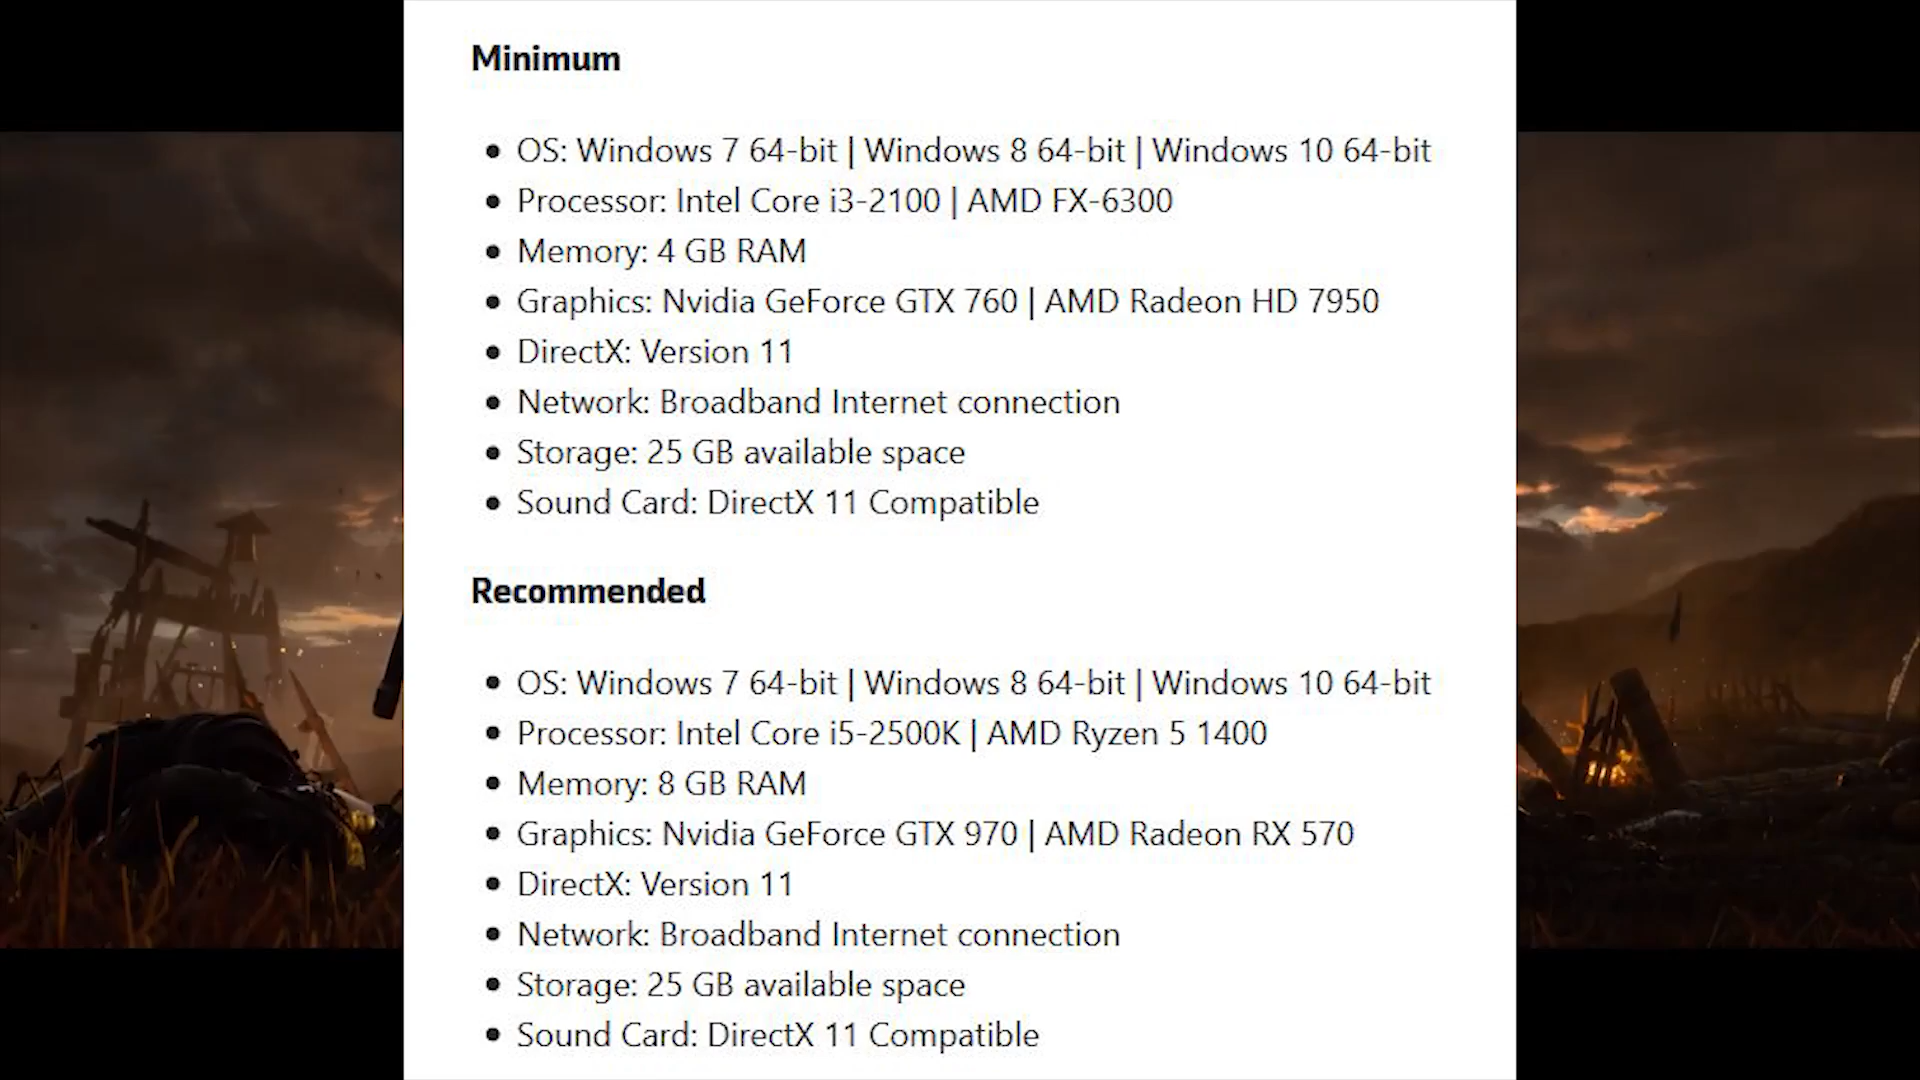 Minimum
• OS: Windows 7 64-bit | Windows 8 64-bit | Windows 10 64-bit
• Processor: Intel Core i3-2100 | AMD FX-6300
• Memory: 4 GB RAM
• Graphics: Nvidia GeForce GTX 760 | AMD Radeon HD 7950
• DirectX: Version 11
• Network: Broadband Internet connection
• Storage: 25 GB available space
• Sound Card: DirectX 11 Compatible
Recommended
• OS: Windows 7 64-bit | Windows 8 64-bit | Windows 10 64-bit
• Processor: Intel Core i5-2500K | AMD Ryzen 5 1400
• Memory: 8 GB RAM
• Graphics: Nvidia GeForce GTX 970 | AMD Radeon RX 570
• DirectX: Version 11
• Network: Broadband Internet connection
• Storage: 25 GB available space
• Sound Card: DirectX 11 Compatible